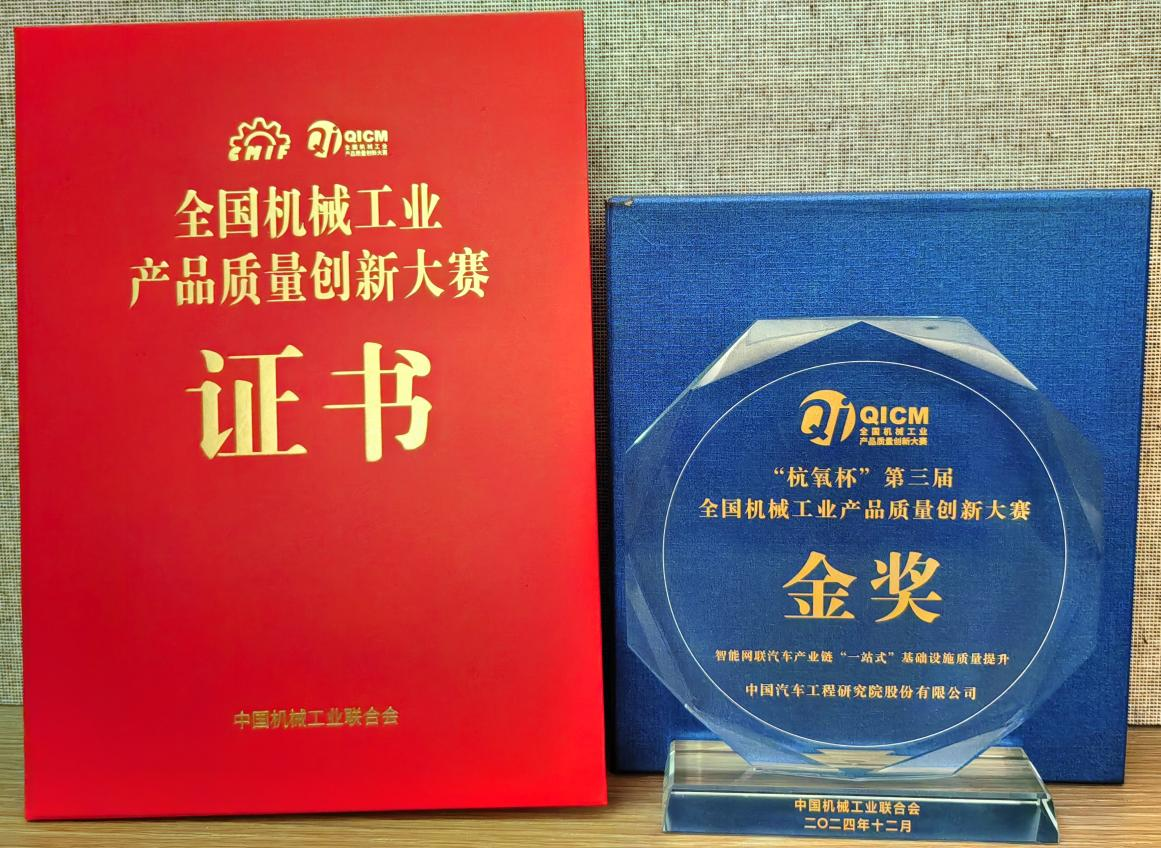 CMIF
Qi QICM
全国机械工业
产品质量创新大赛
全国机械工业
产品质量创新大赛
证书
中国机械工业联合会
Qi QICM
全国机械工业
产品质量创新大赛
“杭氧杯”第三届
全国机械工业产品质量创新大赛
金奖
智能网联汽车产业链“一站式”基础设施质量提升
中国汽车工程研究院股份有限公司
中国机械工业联合会
二〇二四年十二月